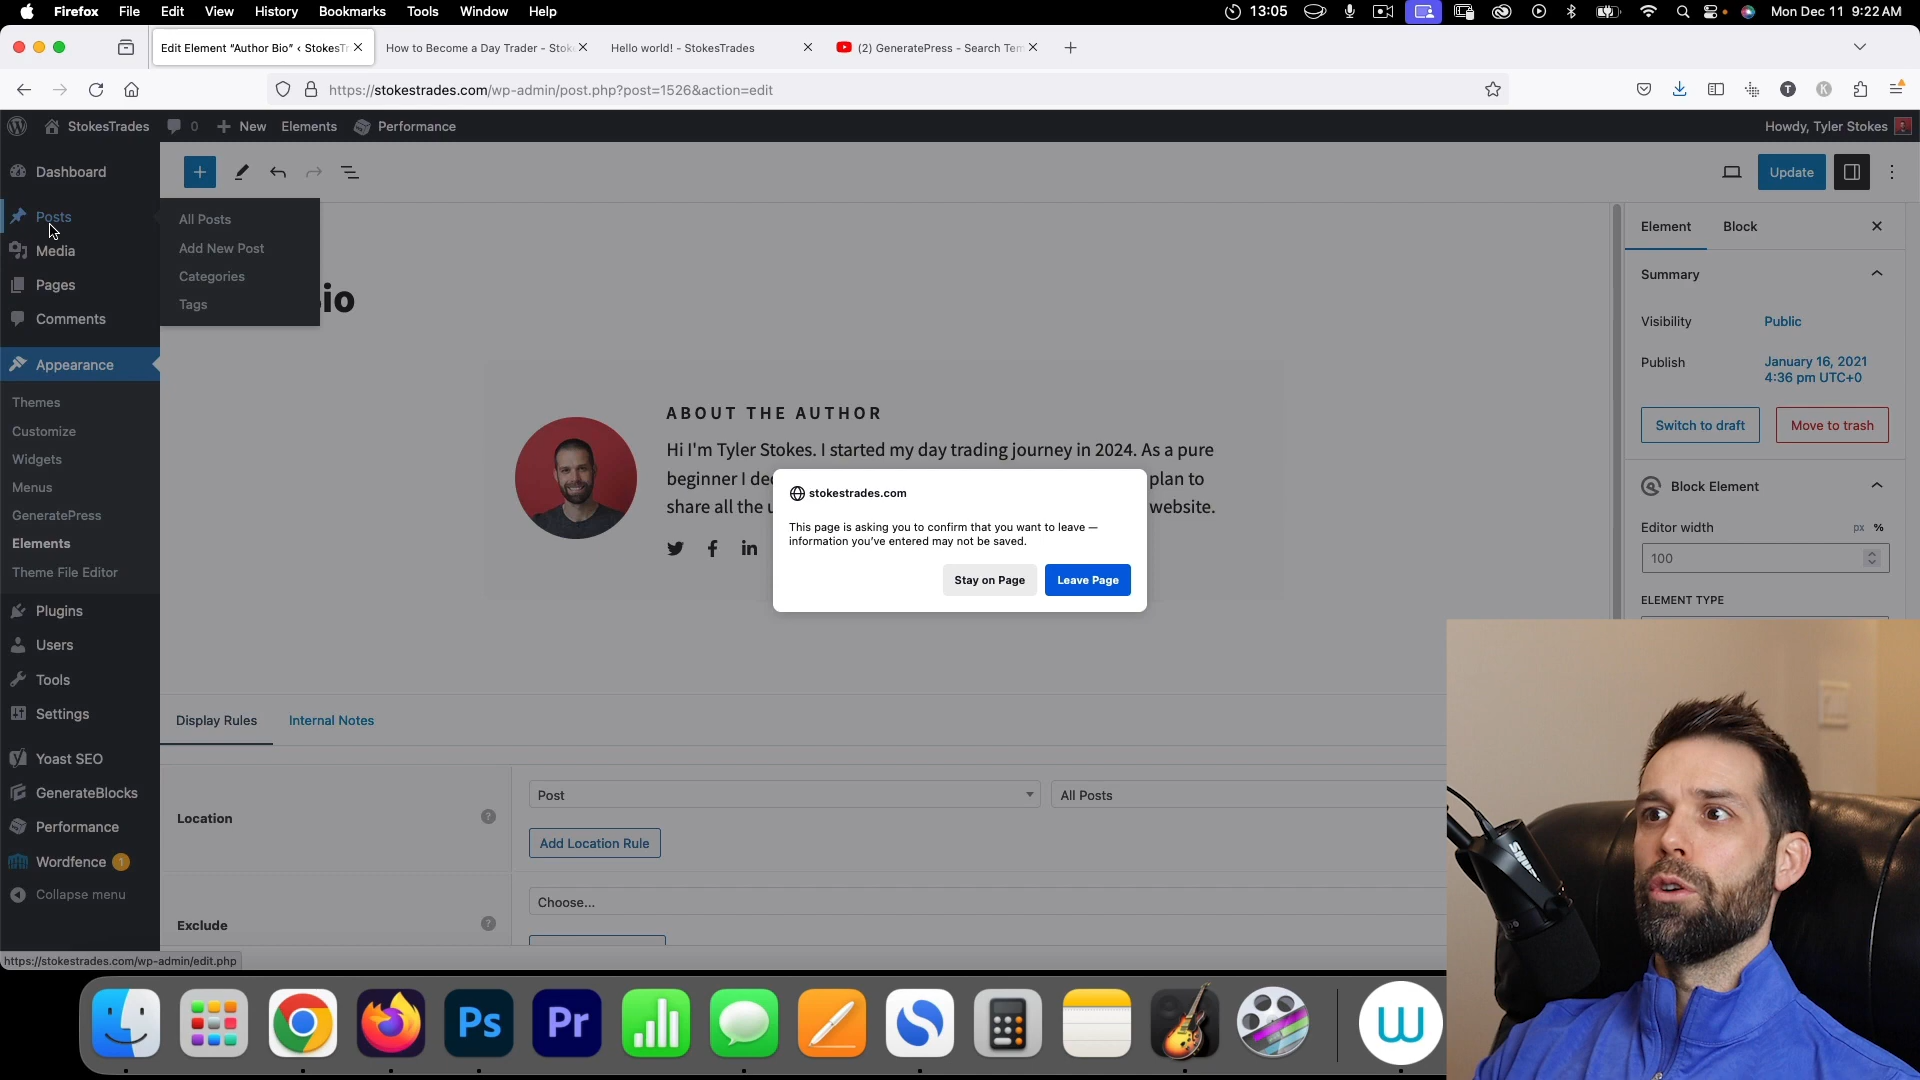 Firefox File Edit View History Bookmarks Tools Window Help 13:05 Mon Dec 11 9:22 AM
Edit Element “Author Bio” ‹ StokesTr How to Become a Day Trader - Stok Hello world! - StokesTrades (2) GeneratePress - Search Tem
https://stokestrades.com/wp-admin/post.php?post=1526&action=edit
StokesTrades 0 New Elements Performance Howdy, Tyler Stokes
Dashboard
Update
Posts
All Posts
Add New Post
Categories
Tags
Media
Pages
Comments
Appearance
Themes
Customize
Widgets
Menus
GeneratePress
Elements
Theme File Editor
Plugins
Users
Tools
Settings
Yoast SEO
GenerateBlocks
Performance
Wordfence 1
Collapse menu
https://stokestrades.com/wp-admin/edit.php
io
ABOUT THE AUTHOR
Hi I'm Tyler Stokes. I started my day trading journey in 2024. As a pure
beginner I de plan to
share all the website.
stokestrades.com
This page is asking you to confirm that you want to leave —
information you’ve entered may not be saved.
Stay on Page Leave Page
Display Rules Internal Notes
Location ?
Post All Posts
Add Location Rule
Exclude ?
Choose...
Element Block
Summary
Visibility Public
Publish January 16, 2021
4:36 pm UTC+0
Switch to draft Move to trash
Block Element
Editor width px %
100
ELEMENT TYPE
Ps Pr
SHURE